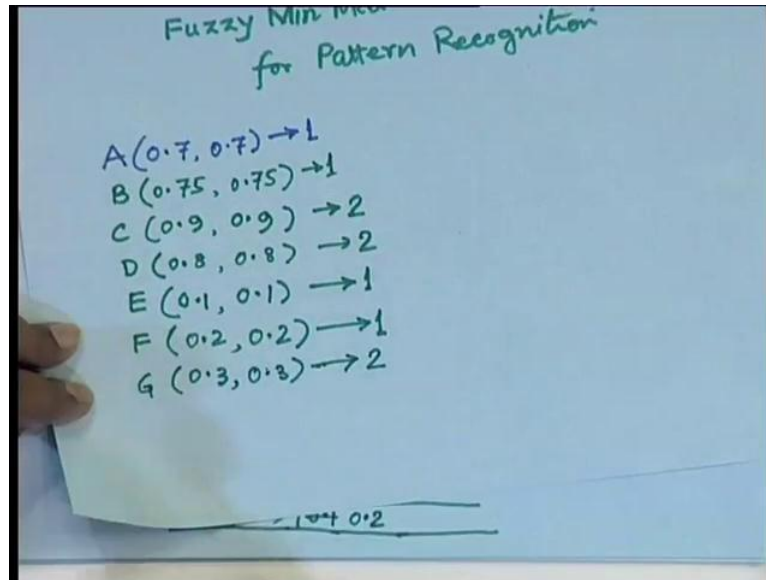 Fuzzy Min
for Pattern Recognition
A (0.7, 0.7) → 1
B (0.75, 0.75) → 1
C (0.9, 0.9) → 2
D (0.8, 0.8) → 2
E (0.1, 0.1) → 1
F (0.2, 0.2) → 1
G (0.3, 0.3) → 2
0.2